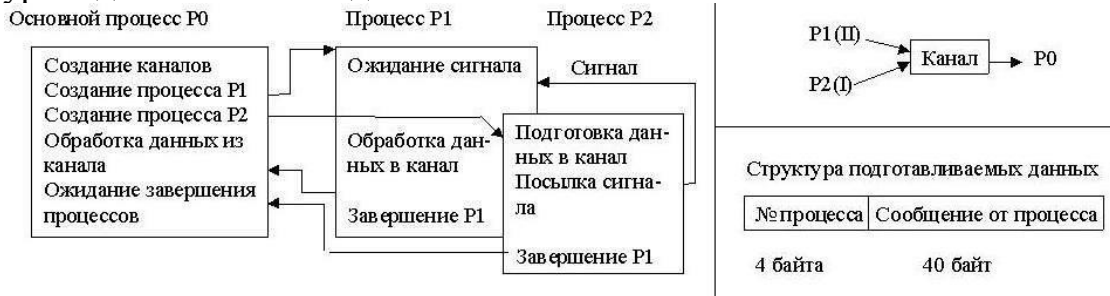 Основной процесс P0
Процесс P1
Процесс P2
Создание каналов
Создание процесса P1
Создание процесса P2
Обработка данных из
канала
Ожидание завершения
процессов
Ожидание сигнала
Обработка дан-
ных в канал
Завершение P1
Сигнал
Подготовка дан-
ных в канал
Посылка сигна-
ла
Завершение P1
P1(II)
P2(I)
Канал
P0
Структура подготавливаемых данных
№процесса
Сообщение от процесса
4 байта
40 байт